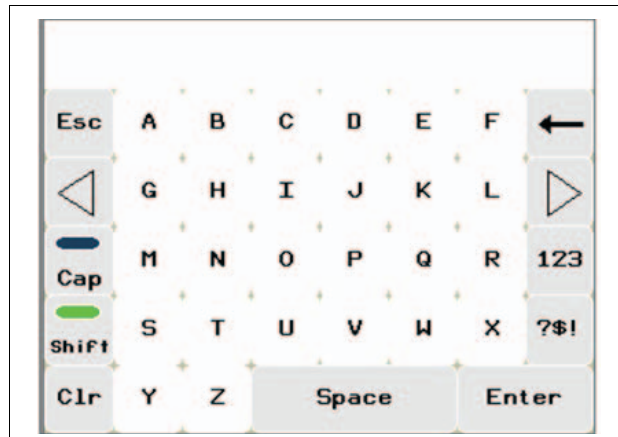 Esc A B C D E F ←
G H I J K L
Cap M N O P Q R 123
Shift S T U V W X ?$!
Clr Y Z Space Enter